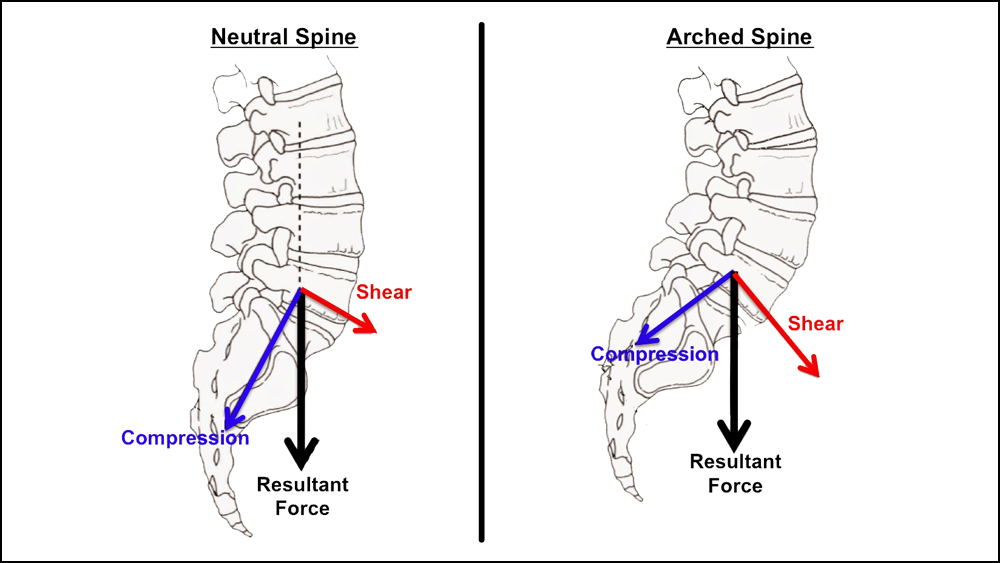 Neutral Spine
Shear
Compression
Resultant
Force
Arched Spine
Shear
Compression
Resultant
Force